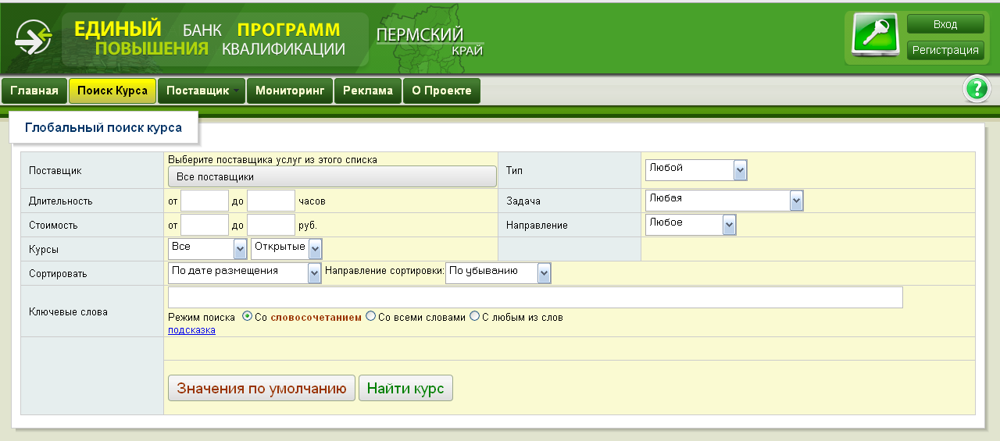 ЕДИНЫЙ БАНК ПРОГРАММ
ПОВЫШЕНИЯ КВАЛИФИКАЦИИ
ПЕРМСКИЙ
КРАЙ
Вход
Регистрация
Главная Поиск Курса Поставщик Мониторинг Реклама О Проекте ?
Глобальный поиск курса
Выберите поставщика услуг из этого списка
Поставщик Все поставщики Тип Любой
Длительность от до часов Задача Любая
Стоимость от до руб. Направление Любое
Курсы Все Открытые
Сортировать По дате размещения Направление сортировки: По убыванию
Ключевые слова
Режим поиска Со словосочетанием Со всеми словами С любым из слов
подсказка
Значения по умолчанию Найти курс